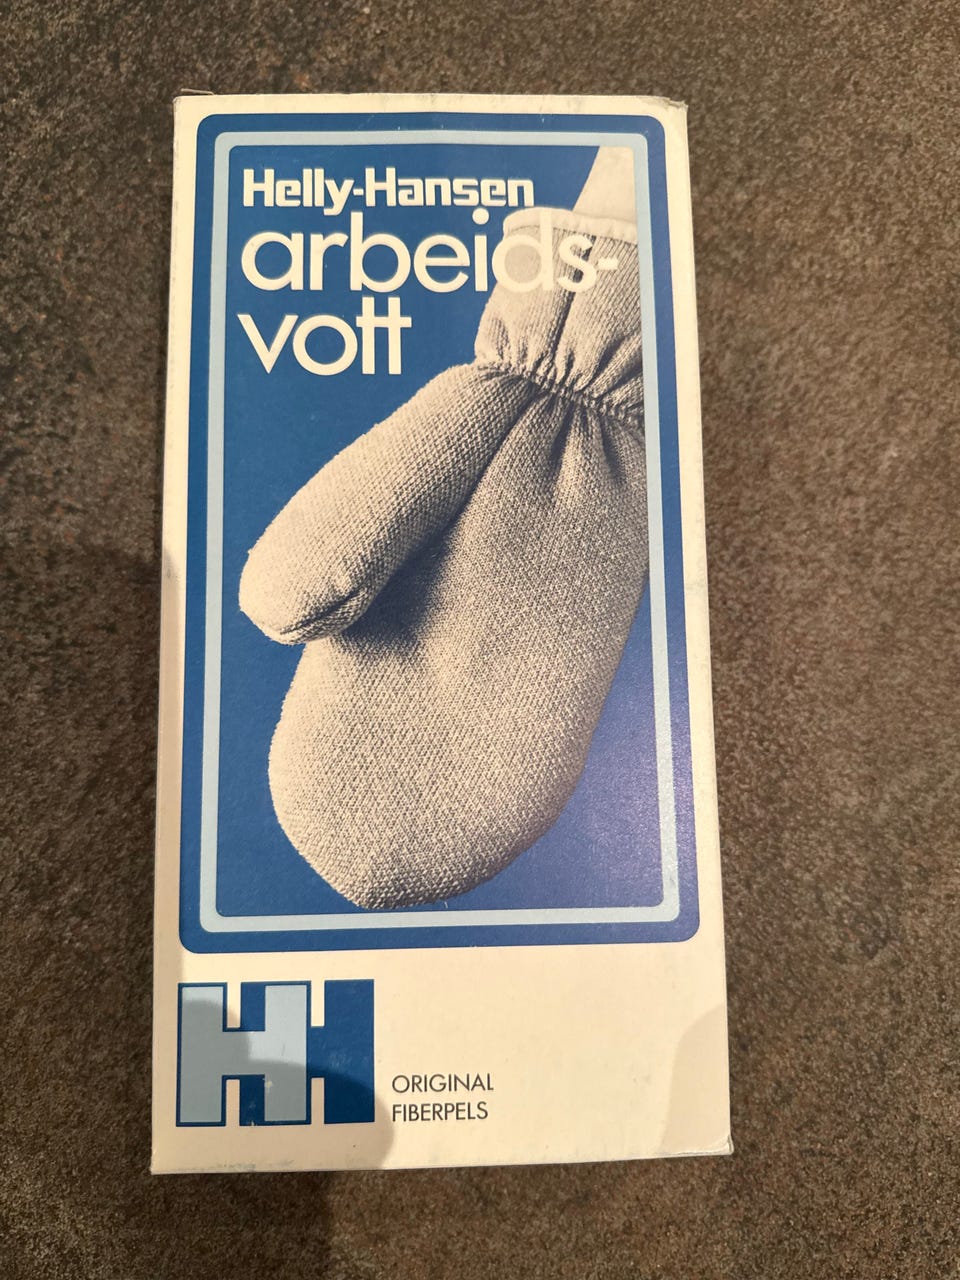 Helly-Hansen
arbeids-
vott
HH
ORIGINAL
FIBERPELS